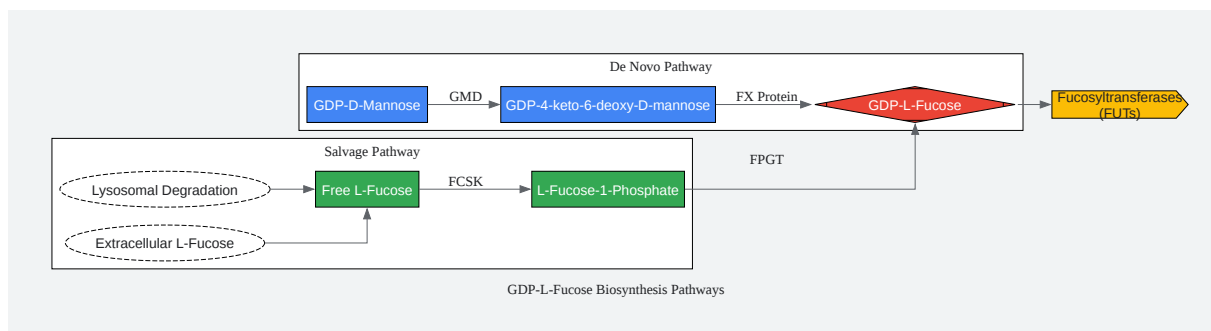 De Novo Pathway
GDP-D-Mannose
GMD
GDP-4-keto-6-deoxy-D-mannose
FX Protein
GDP-L-Fucose
Fucosyltransferases
(FUTs)
Salvage Pathway
FPGT
Lysosomal Degradation
Free L-Fucose
FCSK
L-Fucose-1-Phosphate
Extracellular L-Fucose
GDP-L-Fucose Biosynthesis Pathways